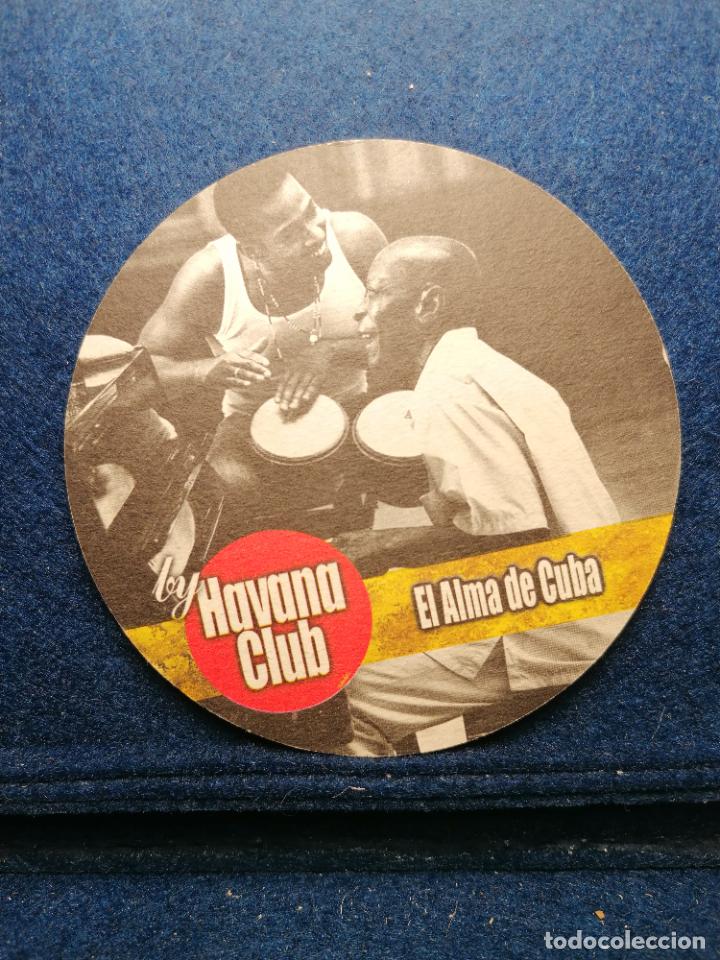 by
Havana
Club
El Alma de Cuba
todocoleccion